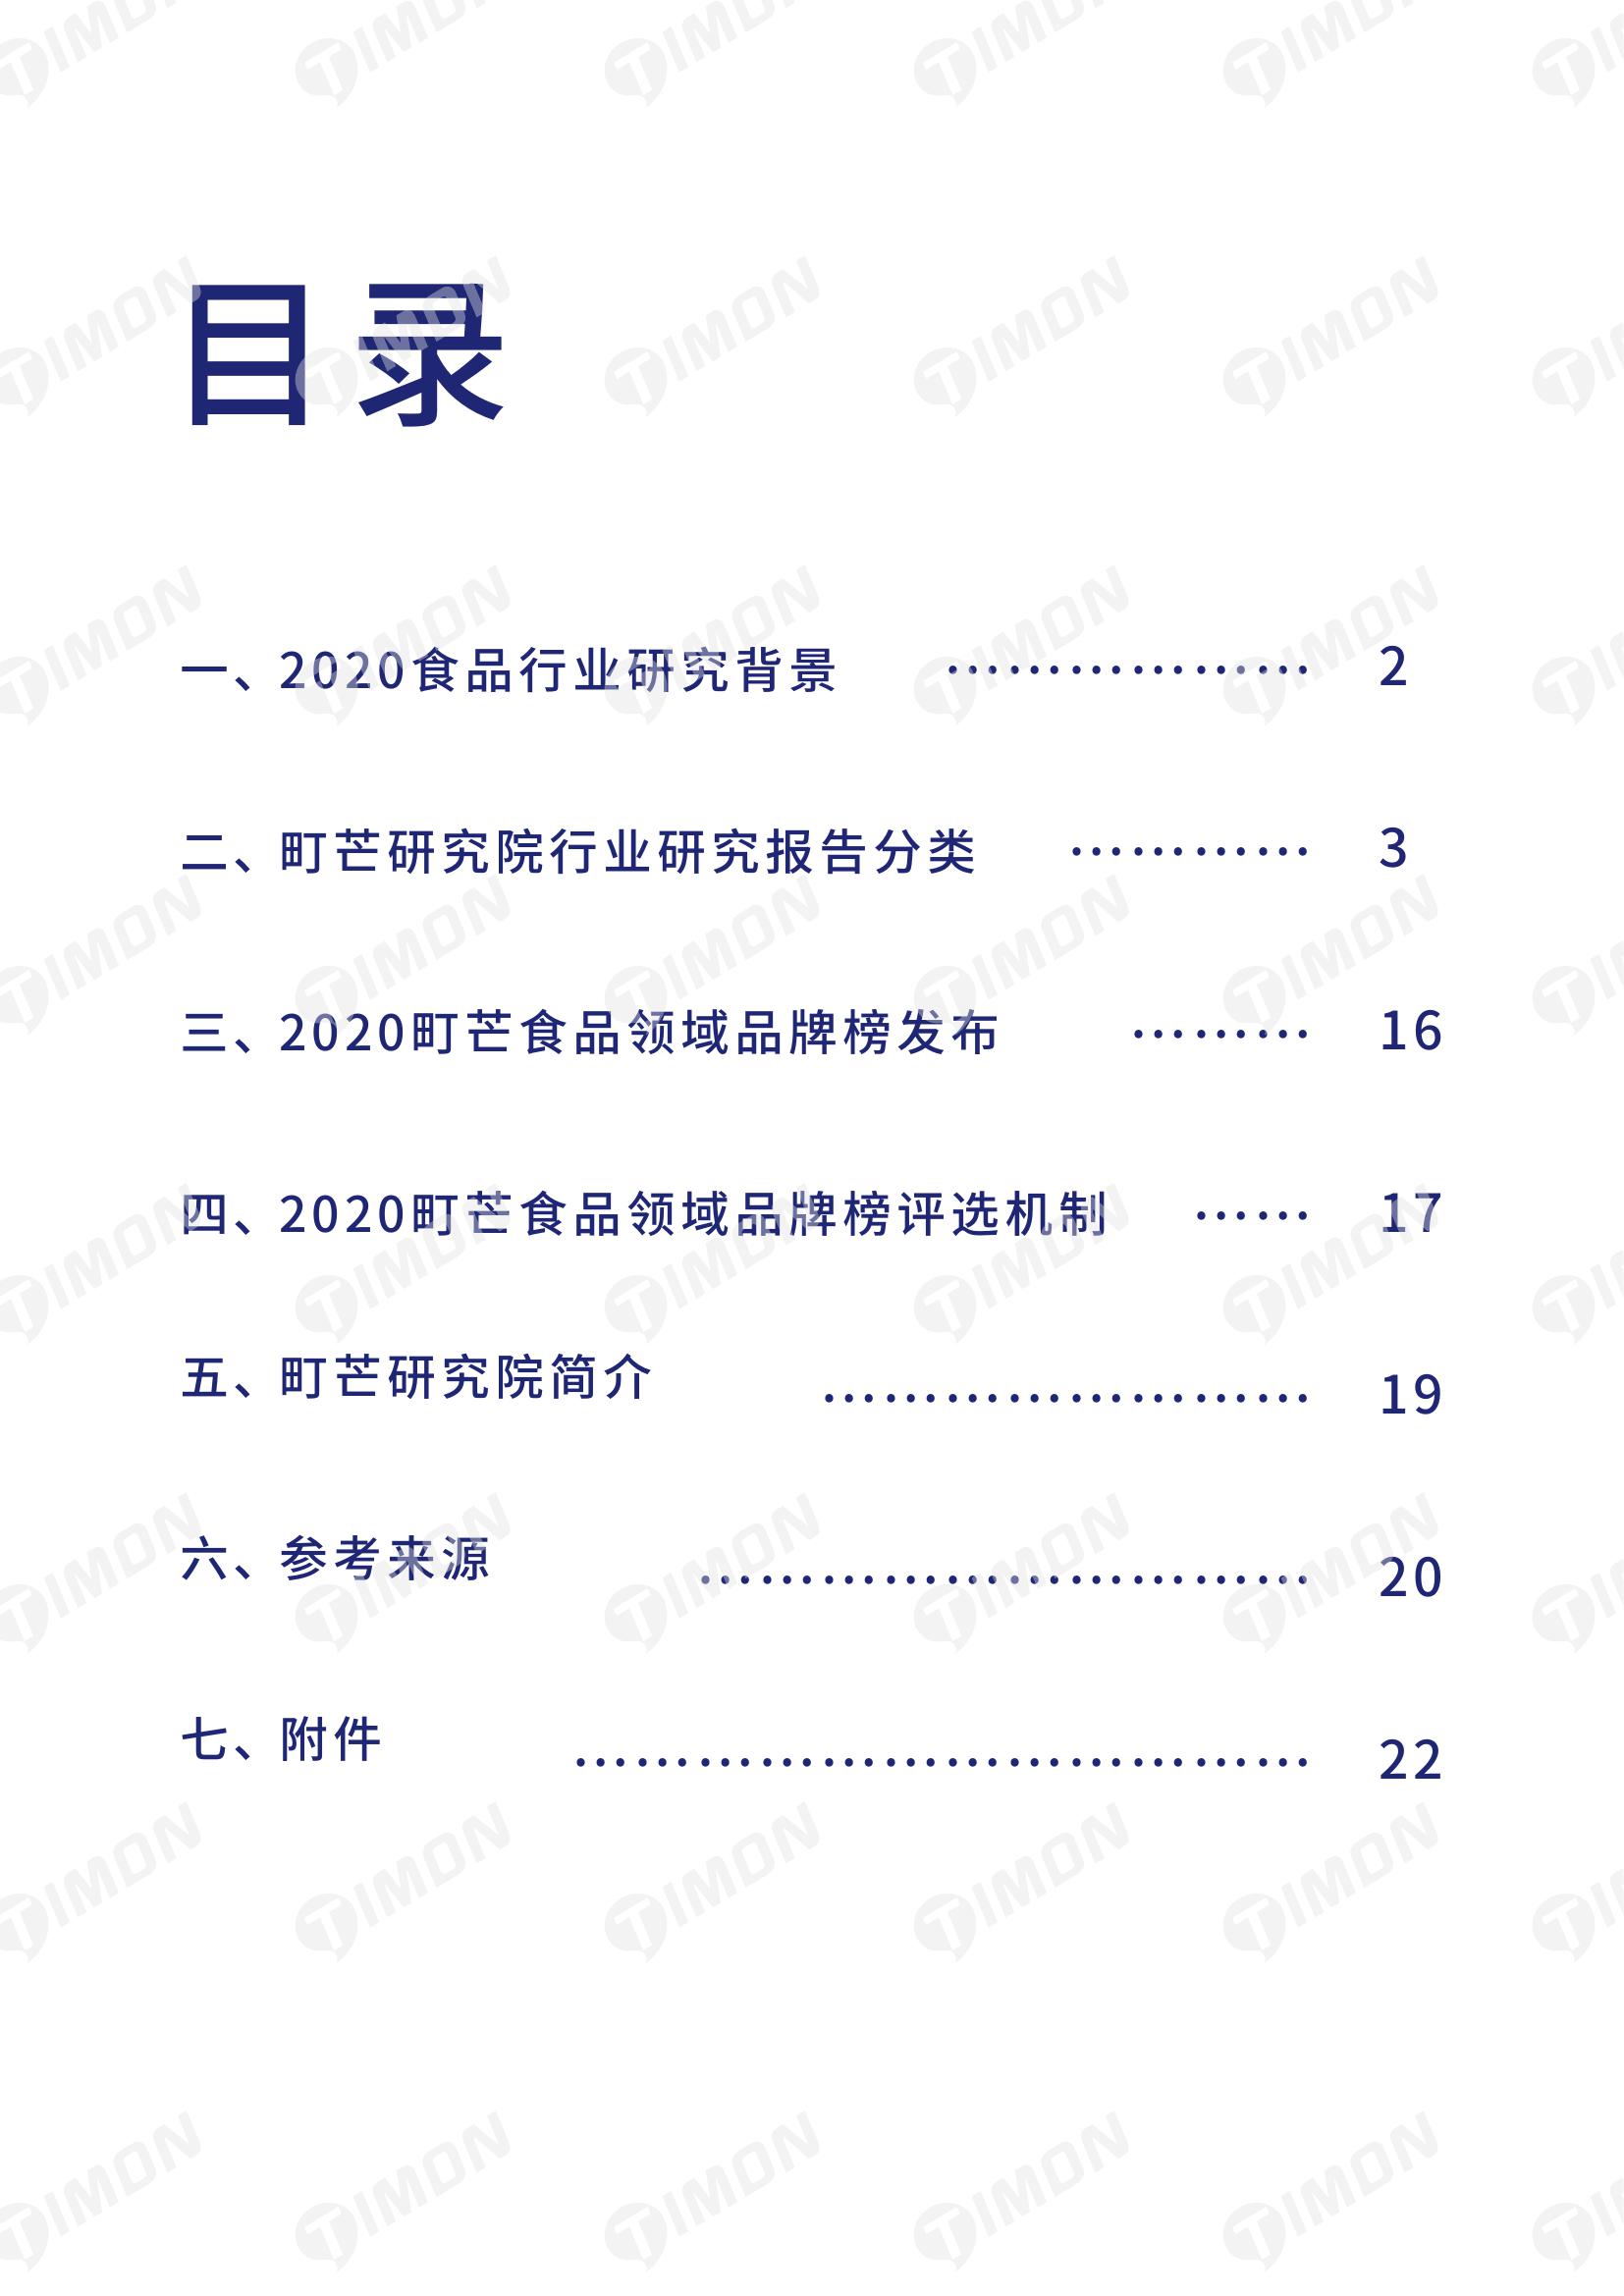 目录
一、2020食品行业研究背景 ……………… 2
二、町芒研究院行业研究报告分类 ………… 3
三、2020町芒食品领域品牌榜发布 ……… 16
四、2020町芒食品领域品牌榜评选机制 …… 17
五、町芒研究院简介 …………………… 19
六、参考来源 ………………………… 20
七、附件 ……………………………… 22
TIMON